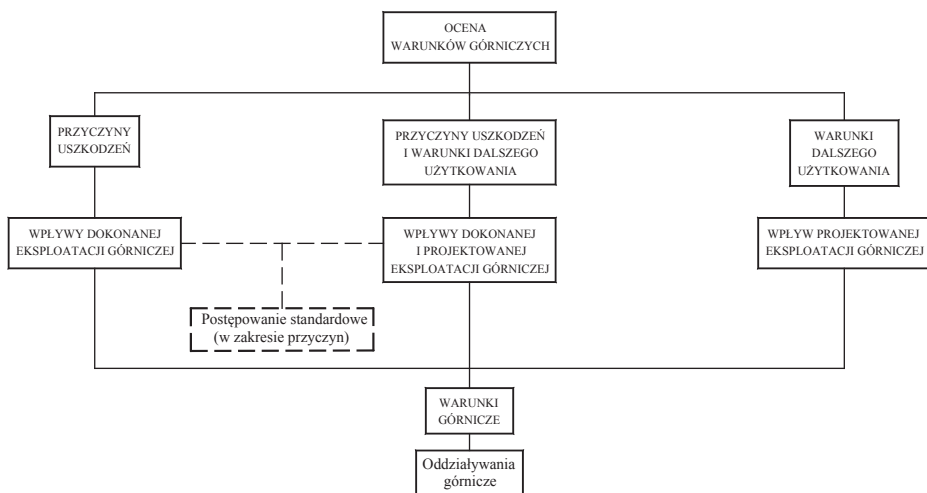 OCENA
WARUNKÓW GÓRNICZYCH
PRZYCZYNY
USZKODZEŃ
PRZYCZYNY USZKODZEŃ
I WARUNKI DALSZEGO
UŻYTKOWANIA
WARUNKI
DALSZEGO
UŻYTKOWANIA
WPŁYWY DOKONANEJ
EKSPLOATACJI GÓRNICZEJ
WPŁYWY DOKONANEJ
I PROJEKTOWANEJ
EKSPLOATACJI GÓRNICZEJ
WPŁYW PROJEKTOWANEJ
EKSPLOATACJI GÓRNICZEJ
Postępowanie standardowe
(w zakresie przyczyn)
WARUNKI
GÓRNICZE
Oddziaływania
górnicze